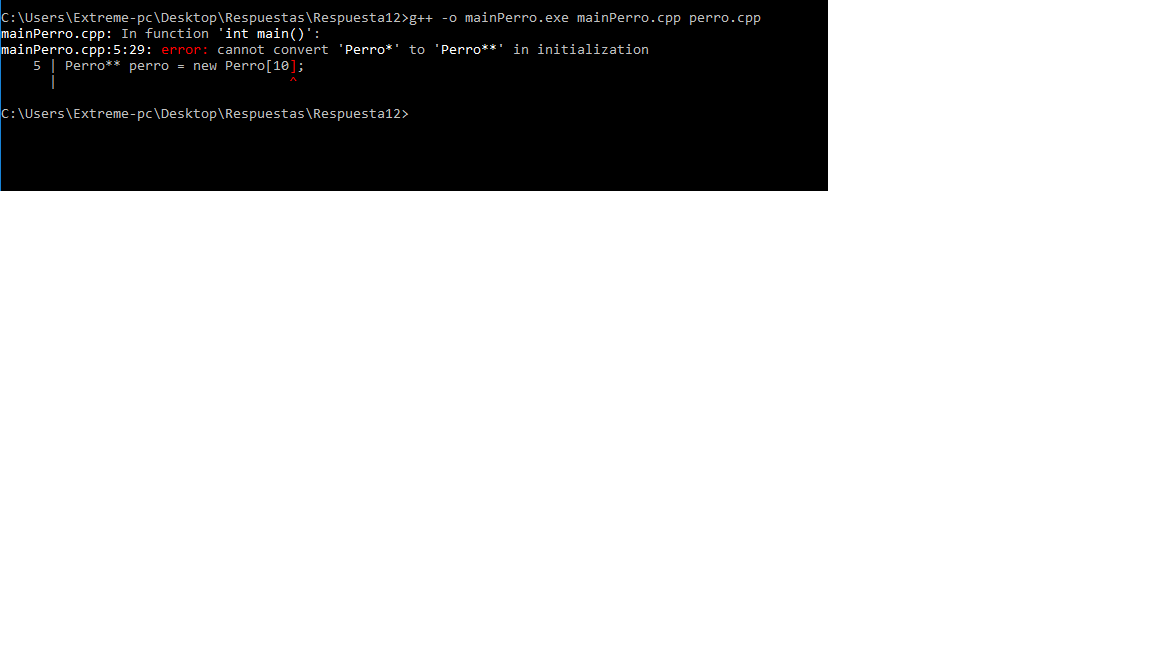 C:\Users\Extreme-pc\Desktop\Respuestas\Respuesta12>g++ -o mainPerro.exe mainPerro.cpp perro.cpp
mainPerro.cpp: In function 'int main()':
mainPerro.cpp:5:29: error: cannot convert 'Perro*' to 'Perro**' in initialization
    5 | Perro** perro = new Perro[10];
      |                             ^
C:\Users\Extreme-pc\Desktop\Respuestas\Respuesta12>